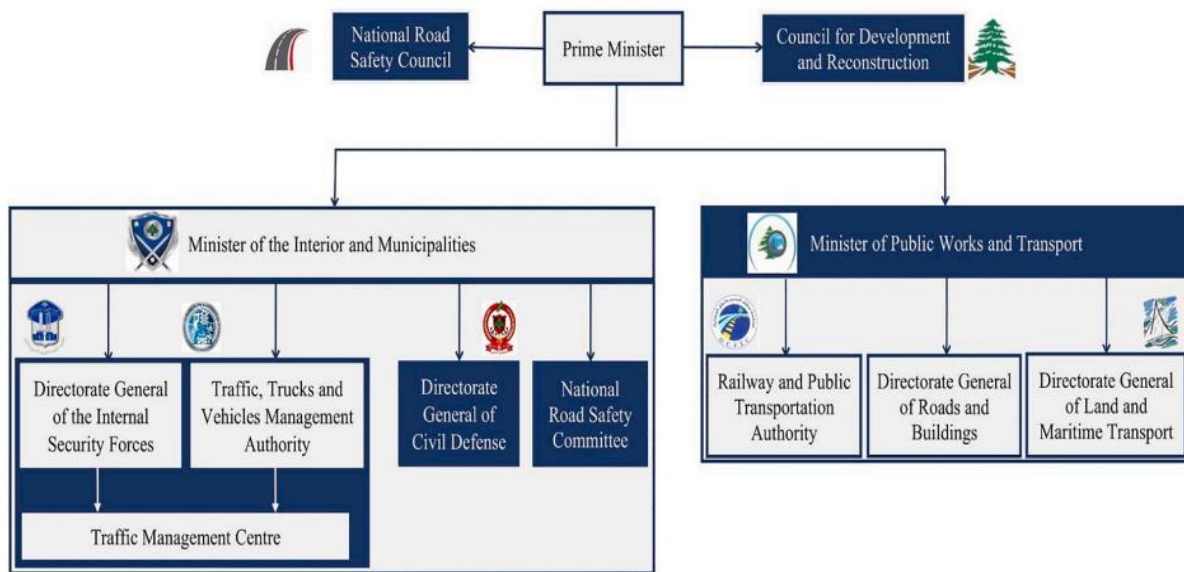 National Road
Safety Council
Prime Minister
Council for Development
and Reconstruction
Minister of the Interior and Municipalities
Minister of Public Works and Transport
Directorate General
of the Internal
Security Forces
Traffic, Trucks and
Vehicles Management
Authority
Directorate
General of
Civil Defense
National
Road Safety
Committee
Railway and Public
Transportation
Authority
Directorate General
of Roads and
Buildings
Directorate General
of Land and
Maritime Transport
Traffic Management Centre